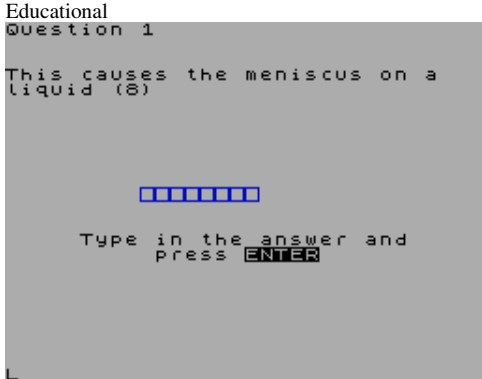 Educational
Question 1
This causes the meniscus on a
liquid (8)
Type in the answer and
press ENTER
L